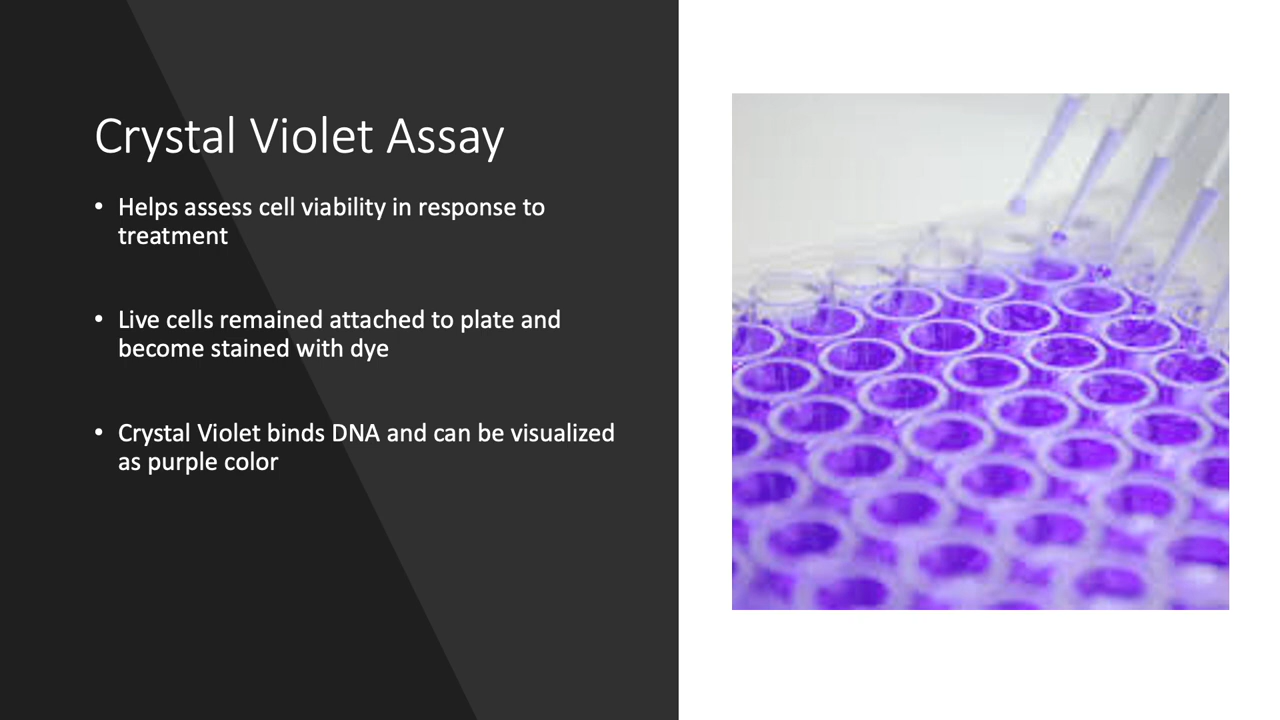 Crystal Violet Assay
• Helps assess cell viability in response to
treatment
• Live cells remained attached to plate and
become stained with dye
• Crystal Violet binds DNA and can be visualized
as purple color